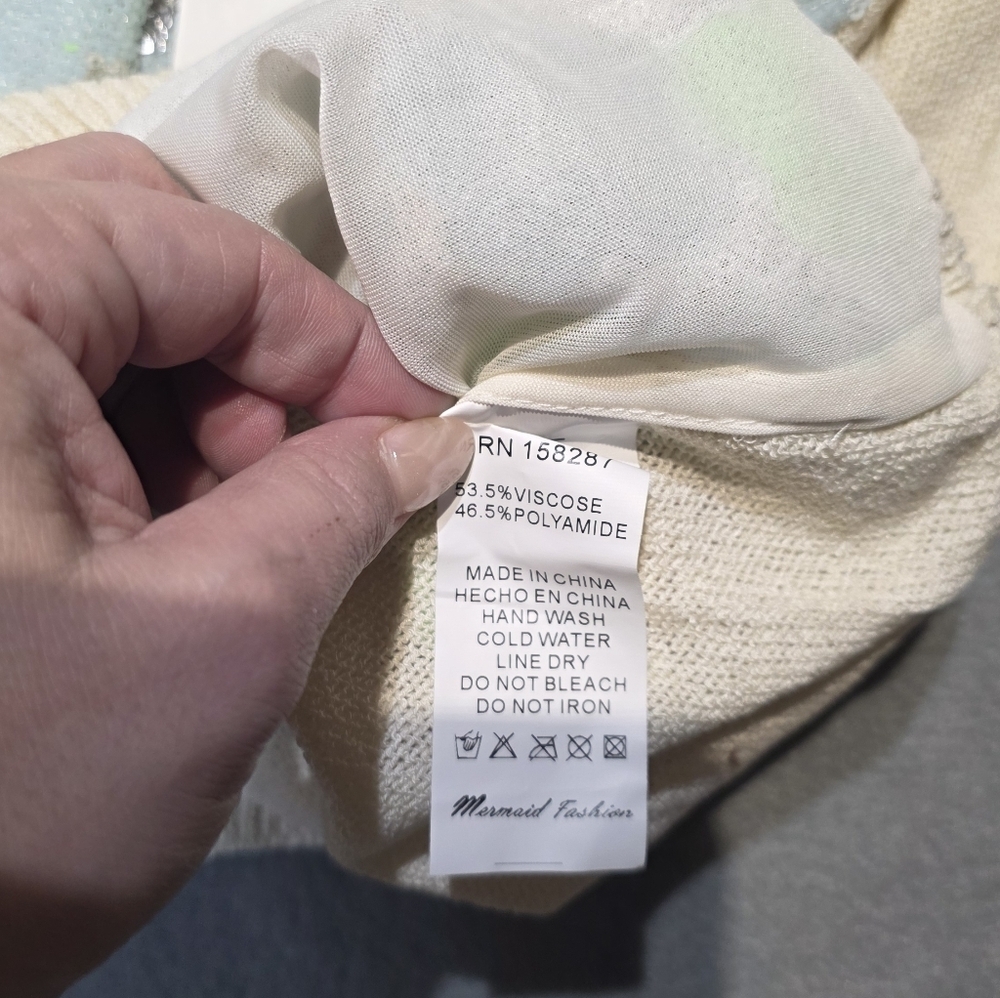 RN 158287
53.5%VISCOSE
46.5%POLYAMIDE
MADE IN CHINA
HECHO EN CHINA
HAND WASH
COLD WATER
LINE DRY
DO NOT BLEACH
DO NOT IRON
Mermaid Fashion